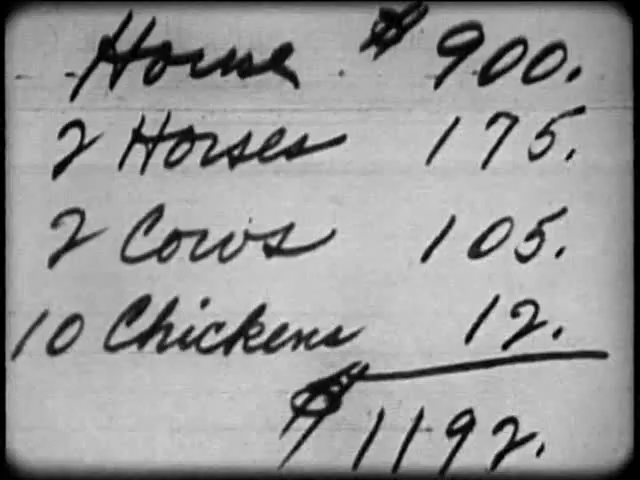 House $ 900.
2 Horses 175.
2 Cows 105.
10 Chickens 12.
$ 1192.